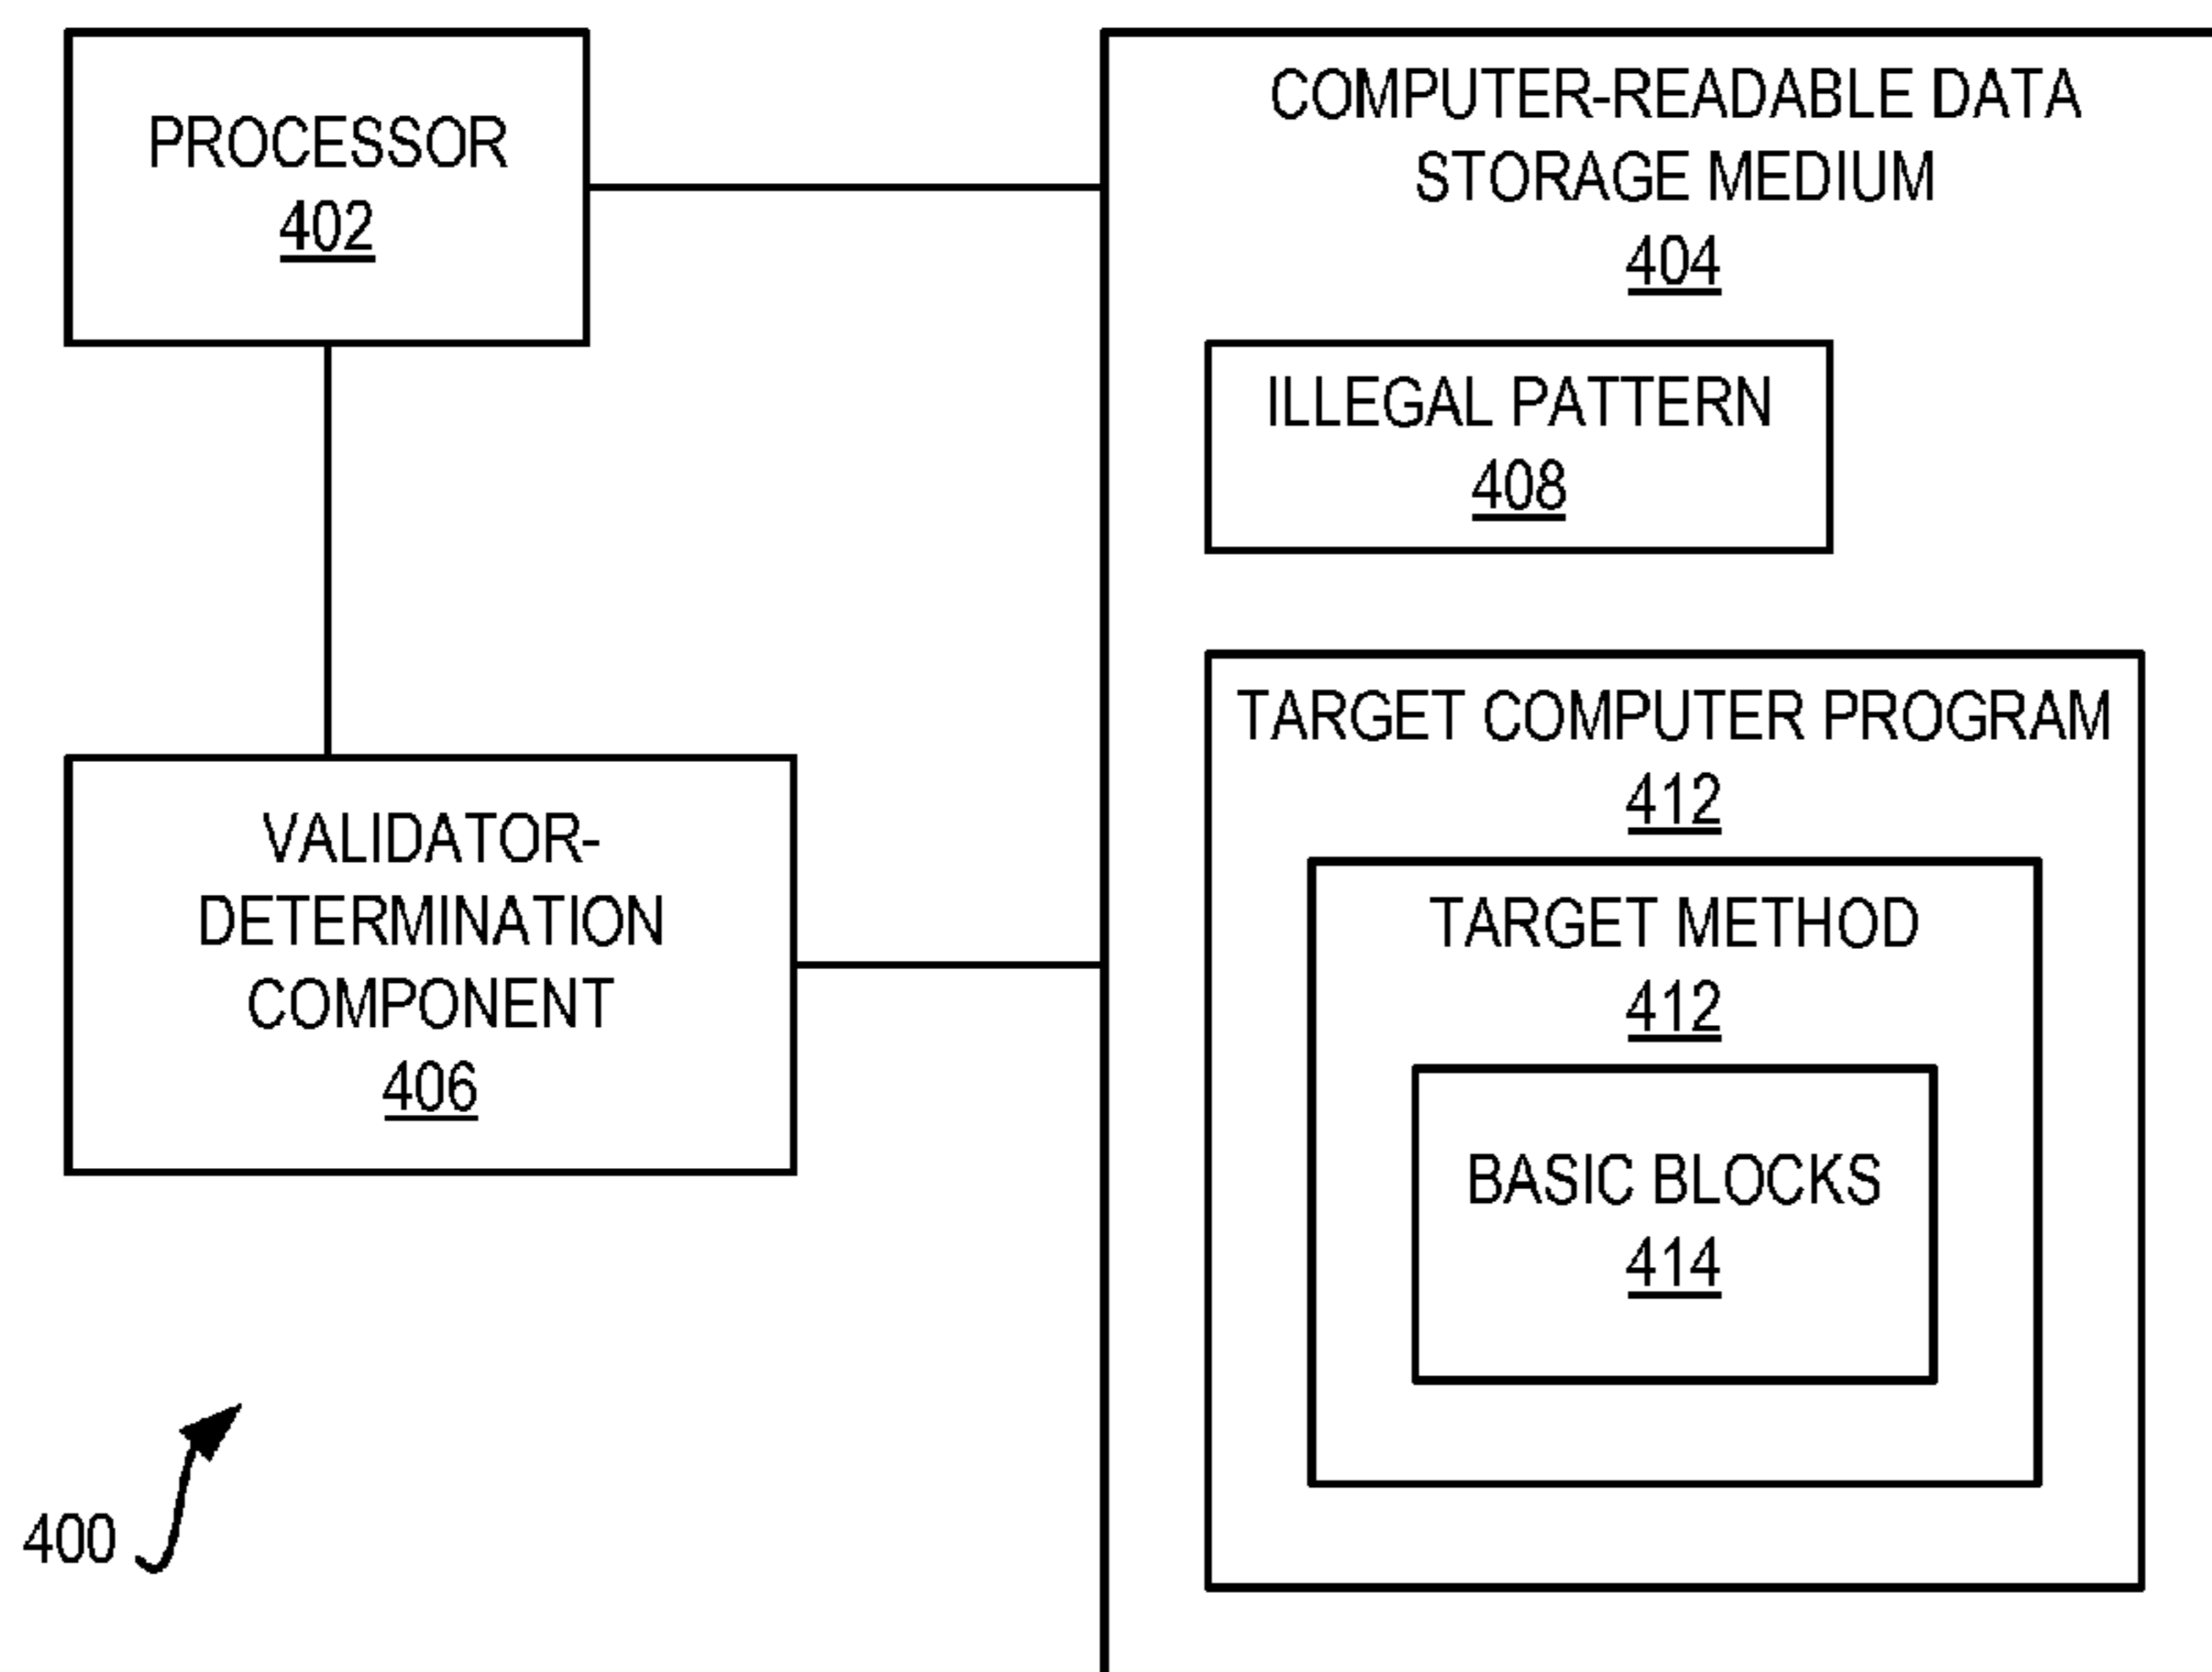 PROCESSOR
402
COMPUTER-READABLE DATA
STORAGE MEDIUM
404
ILLEGAL PATTERN
408
TARGET COMPUTER PROGRAM
412
TARGET METHOD
412
BASIC BLOCKS
414
VALIDATOR-
DETERMINATION
COMPONENT
406
400